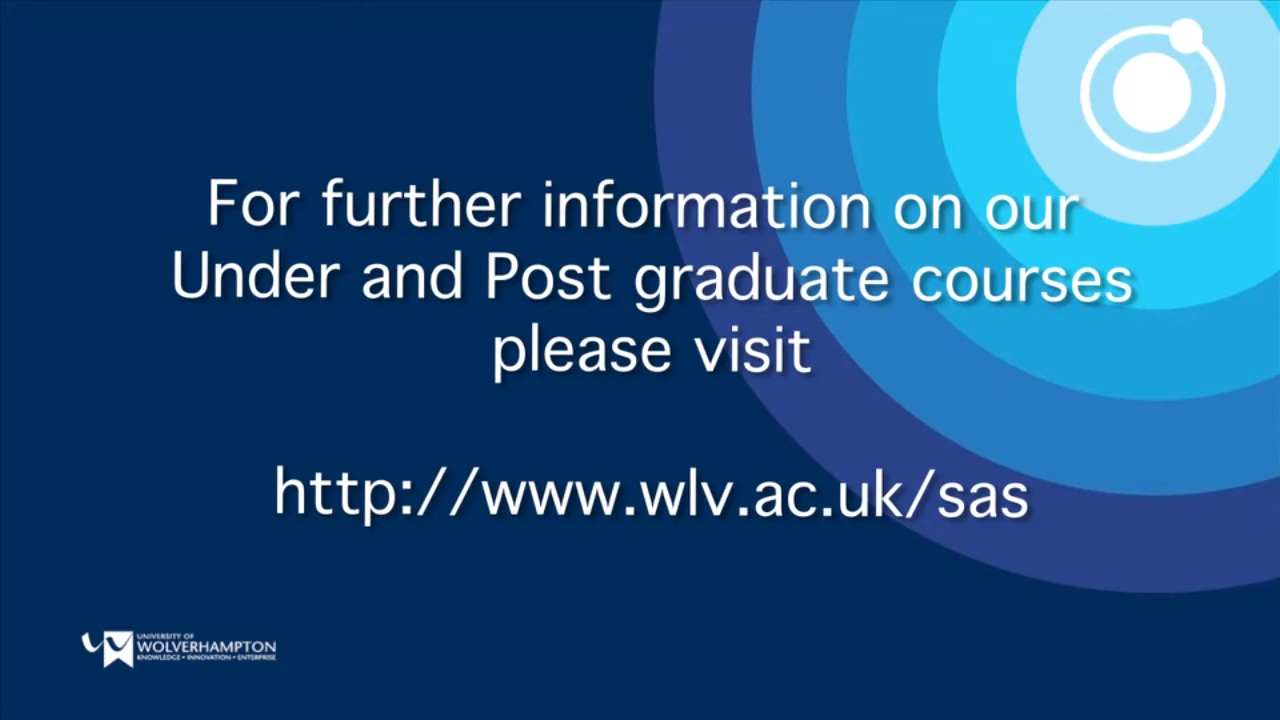 For further information on our
Under and Post graduate courses
please visit
http://www.wlv.ac.uk/sas
UNIVERSITY OF
WOLVERHAMPTON
KNOWLEDGE • INNOVATION • ENTERPRISE